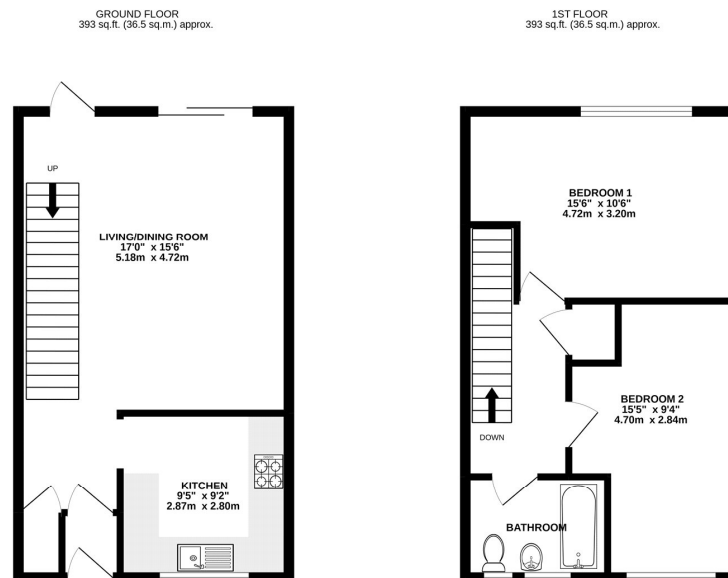 GROUND FLOOR
393 sq.ft. (36.5 sq.m.) approx.
UP
LIVING/DINING ROOM
17'0" x 15'6"
5.18m x 4.72m
KITCHEN
9'5" x 9'2"
2.87m x 2.80m
1ST FLOOR
393 sq.ft. (36.5 sq.m.) approx.
BEDROOM 1
15'6" x 10'6"
4.72m x 3.20m
BEDROOM 2
15'5" x 9'4"
4.70m x 2.84m
DOWN
BATHROOM